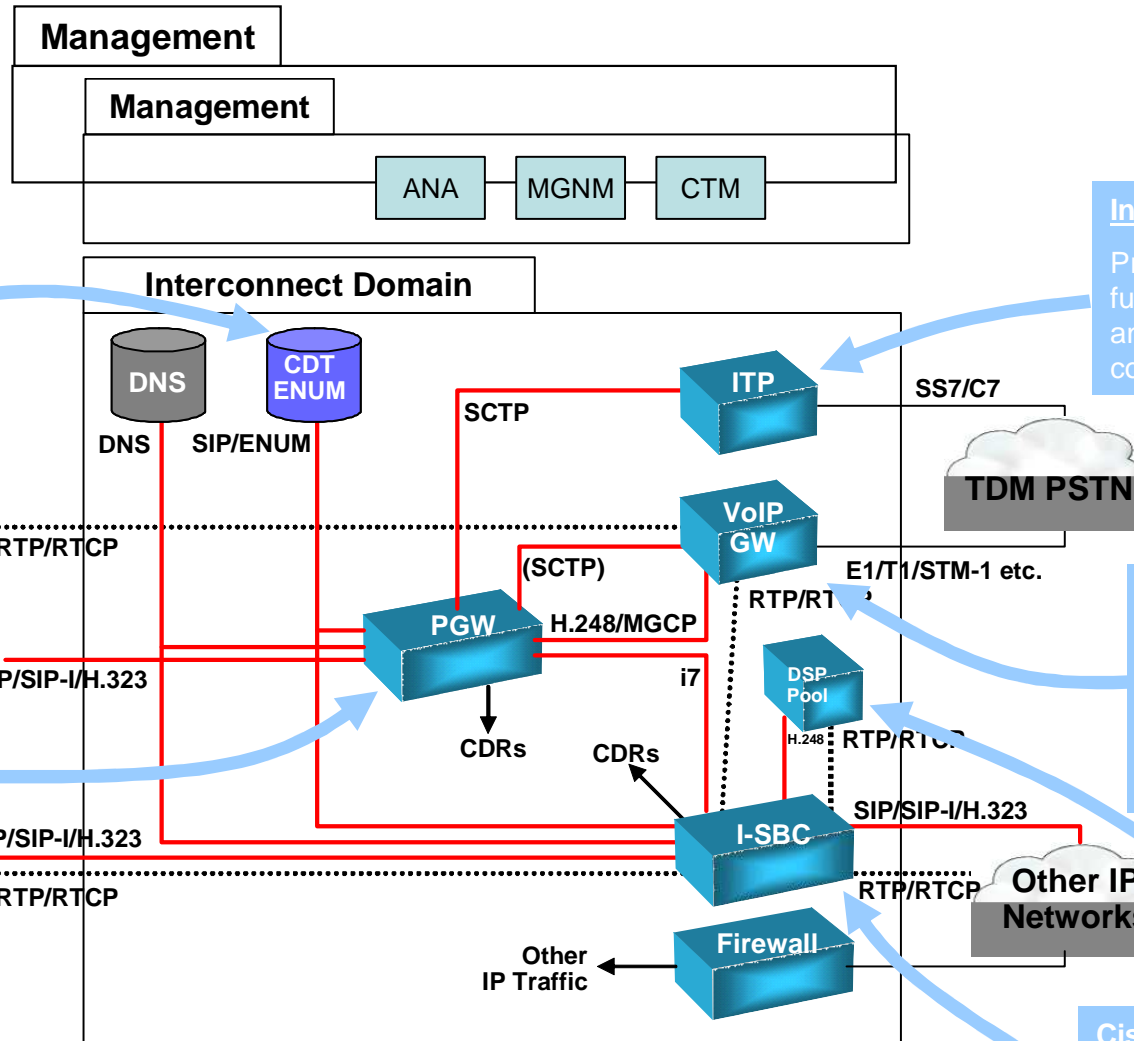 Management
Management
ANA
MGNM
CTM
Interconnect Domain
DNS
CDT
ENUM
ITP
SCTP
SS7/C7
DNS
SIP/ENUM
TDM PSTN
VoIP
GW
RTP/RTCP
(SCTP)
E1/T1/STM-1 etc.
RTP/RTCP
PGW
H.248/MGCP
P/SIP-I/H.323
i7
DSP
Pool
H.248
RTP/RTCP
CDRs
CDRs
SIP/SIP-I/H.323
P/SIP-I/H.323
I-SBC
RTP/RTCP
RTP/RTCP
Other IP
Networks
Firewall
Other
IP Traffic